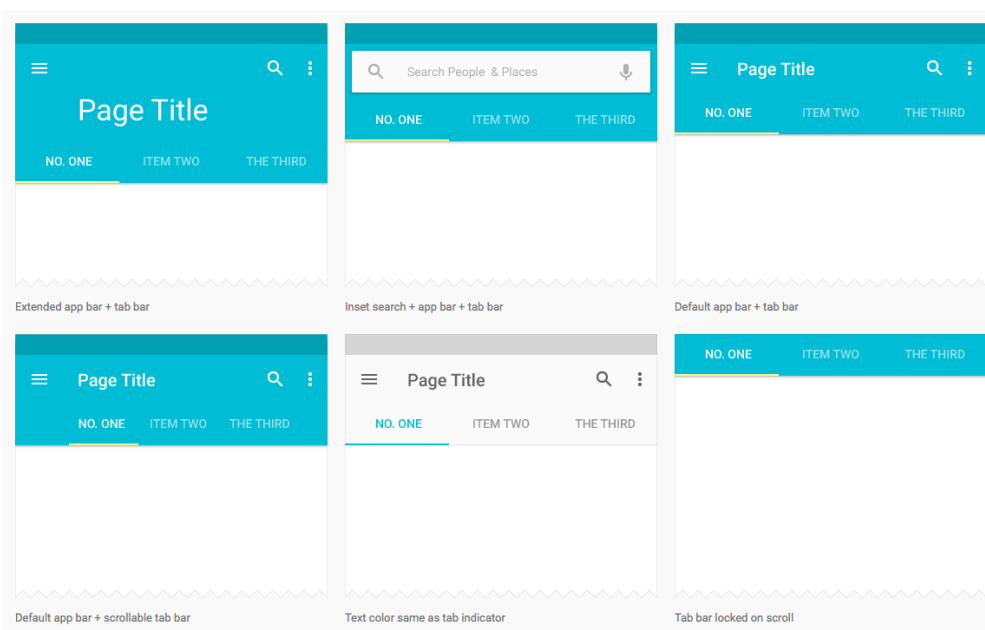 Page Title
NO. ONE ITEM TWO THE THIRD
Extended app bar + tab bar
Search People & Places
NO. ONE ITEM TWO THE THIRD
Inset search + app bar + tab bar
Page Title
NO. ONE ITEM TWO THE THIRD
Default app bar + tab bar
Page Title
NO. ONE ITEM TWO THE THIRD
Default app bar + scrollable tab bar
Page Title
NO. ONE ITEM TWO THE THIRD
Text color same as tab indicator
NO. ONE ITEM TWO THE THIRD
Tab bar locked on scroll